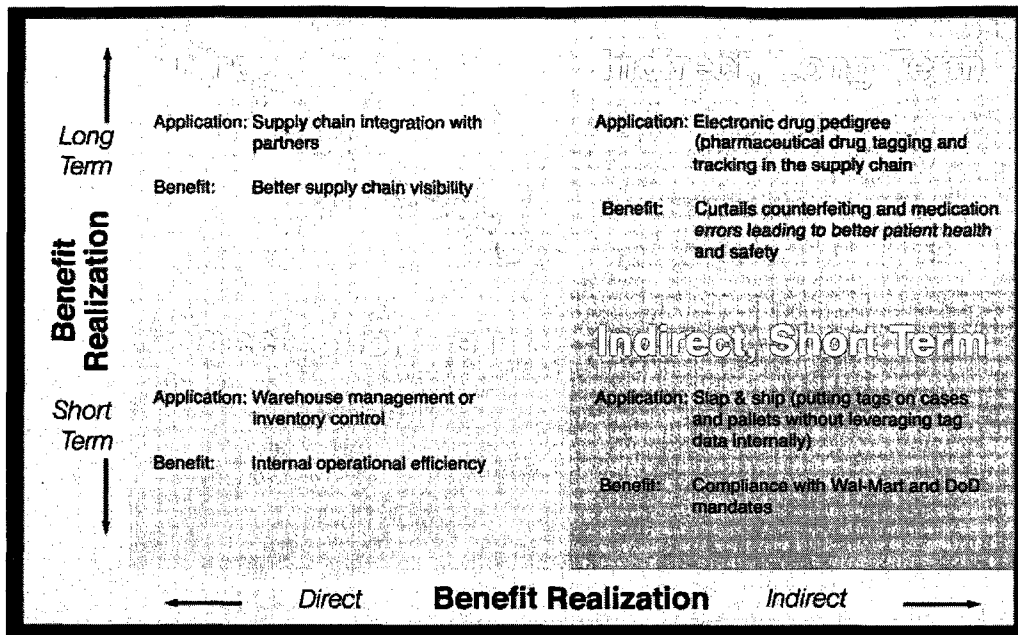 Indirect, Long Term
Long
Term
Application: Supply chain integration with
partners
Benefit: Better supply chain visibility
Application: Electronic drug pedigree
(pharmaceutical drug tagging and
tracking in the supply chain
Benefit: Curtails counterfeiting and medication
errors leading to better patient health
and safety
Benefit
Realization
Indirect, Short Term
Short
Term
Application: Warehouse management or
inventory control
Benefit: Internal operational efficiency
Application: Slap & ship (putting tags on cases
and pallets without leveraging tag
data internally)
Benefit: Compliance with Wal-Mart and DoD
mandates
Direct Benefit Realization Indirect